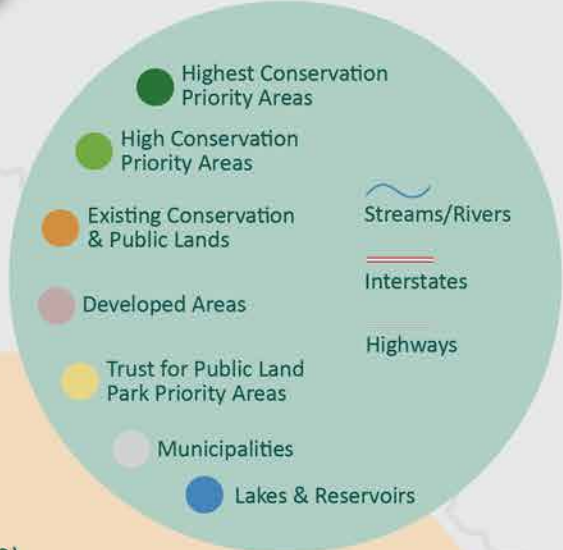 Highest Conservation
Priority Areas
High Conservation
Priority Areas
Existing Conservation
& Public Lands
Developed Areas
Trust for Public Land
Park Priority Areas
Municipalities
Lakes & Reservoirs
Streams/Rivers
Interstates
Highways